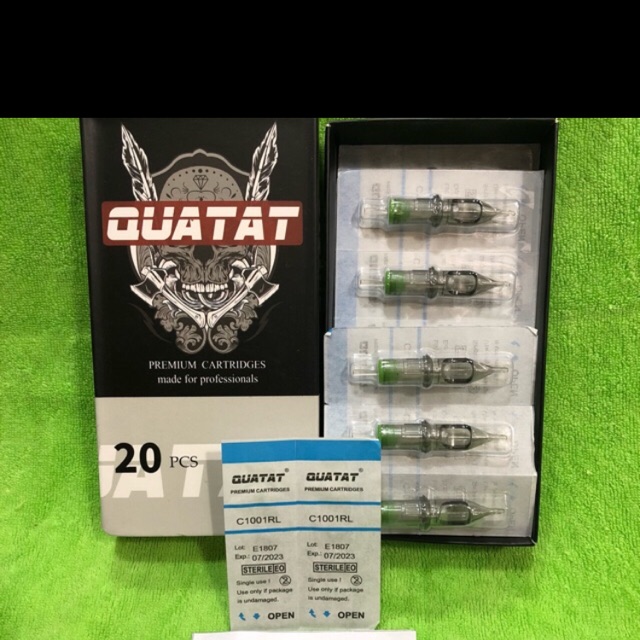 QUATAT
PREMIUM CARTRIDGES
made for professionals
20 PCS
QUATAT®
PREMIUM CARTRIDGES
C1001RL
Lot: E1807
Exp.: 07/2023
STERILE EO
Single use! 2
Use only if package
is undamaged.
OPEN
QUATAT®
PREMIUM CARTRIDGES
C1001RL
Lot: E1807
Exp.: 07/2023
STERILE EO
Single use! 2
Use only if package
is undamaged.
OPEN